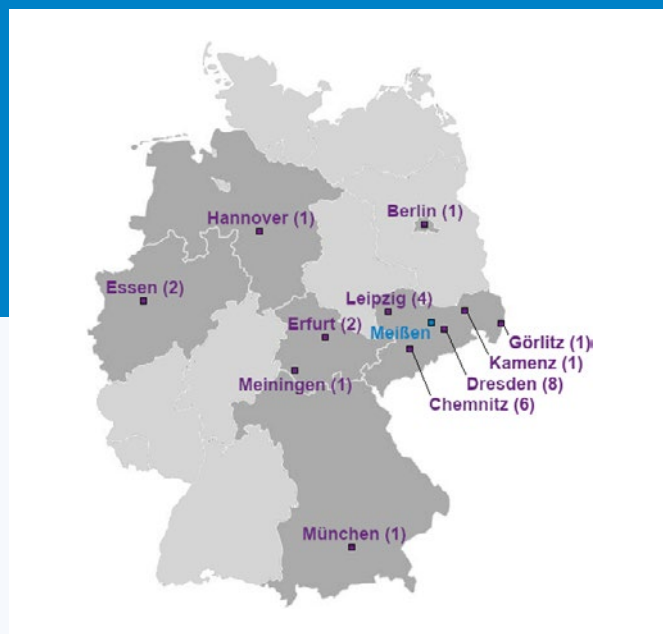 Hannover (1)
Berlin (1)
Essen (2)
Leipzig (4)
Erfurt (2)
Meißen
Görlitz (1)
Kamenz (1)
Meiningen (1)
Dresden (8)
Chemnitz (6)
München (1)